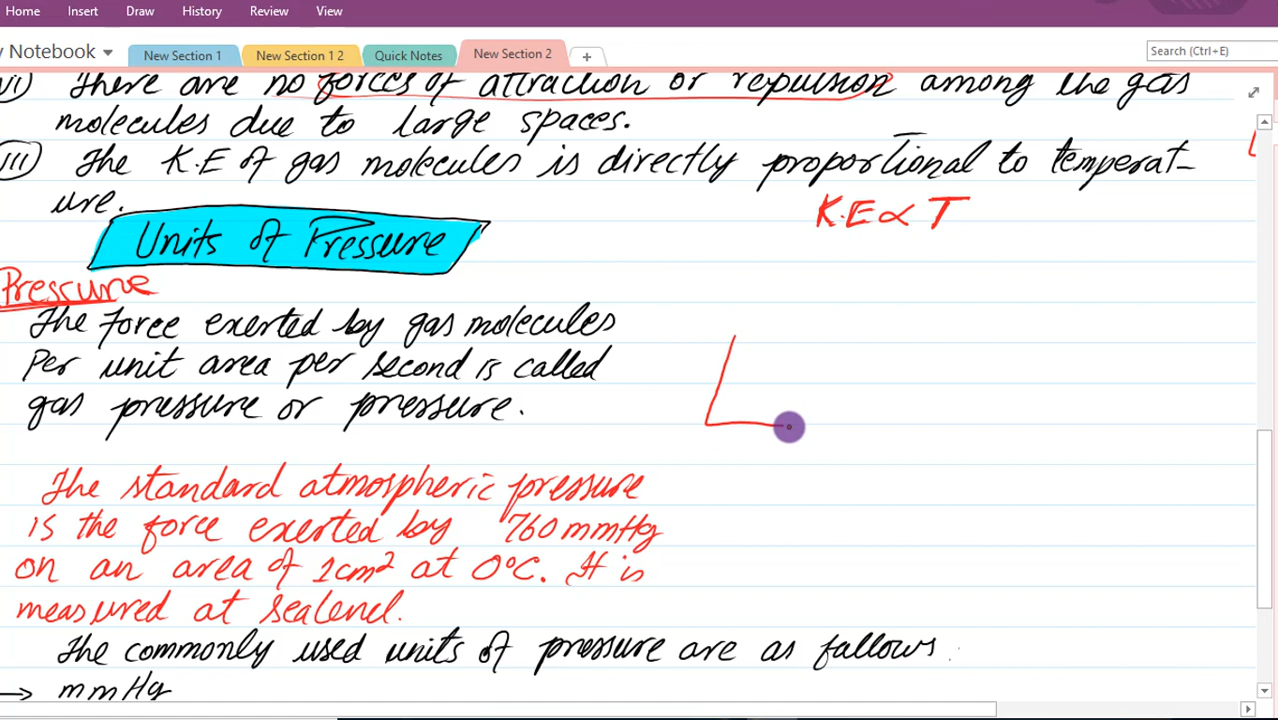 Home Insert Draw History Review View
y Notebook New Section 1 New Section 1 2 Quick Notes New Section 2 + Search (Ctrl+E)
vi) There are no forces of attraction or repulsion among the gas
molecules due to large spaces.
III) The K.E of gas molecules is directly proportional to temperat-
ure.
K.E ∝ T
Units of Pressure
Pressure
The force exerted by gas molecules
Per unit area per second is called
gas pressure or pressure.
The standard atmospheric pressure
is the force exerted by 760 mmHg
on an area of 1cm² at 0°C. It is
measured at sealevel.
The commonly used units of pressure are as fallows.
→ mmHg